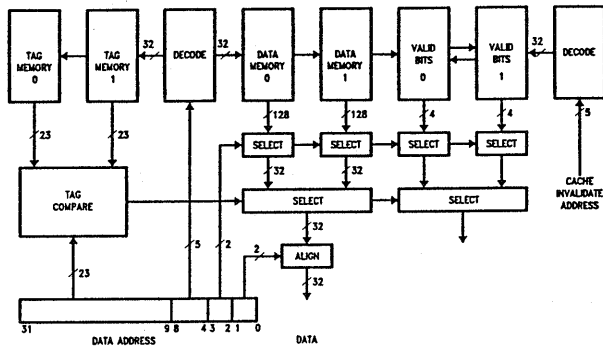 TAG MEMORY 0
TAG MEMORY 1
32
DECODE
32
DATA MEMORY 0
DATA MEMORY 1
VALID BITS 0
VALID BITS 1
32
DECODE
23
23
128
128
4
4
5
SELECT
SELECT
SELECT
SELECT
32
32
CACHE INVALIDATE ADDRESS
TAG COMPARE
SELECT
SELECT
32
5
2
2
ALIGN
23
32
31
9 8
4 3
2 1
0
DATA ADDRESS
DATA